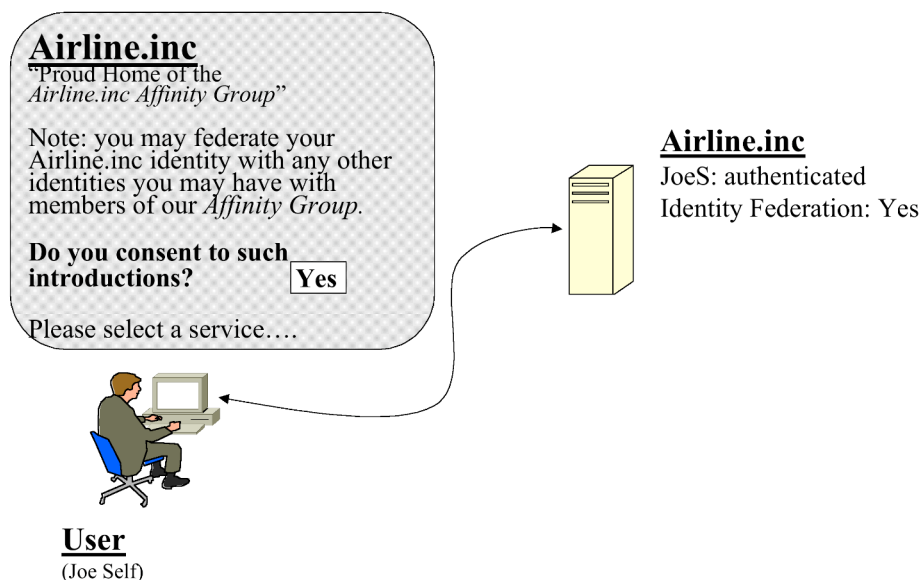 Airline.inc
“Proud Home of the
Airline.inc Affinity Group”
Note: you may federate your
Airline.inc identity with any other
identities you may have with
members of our Affinity Group.
Do you consent to such
introductions? Yes
Please select a service….
Airline.inc
JoeS: authenticated
Identity Federation: Yes
User
(Joe Self)